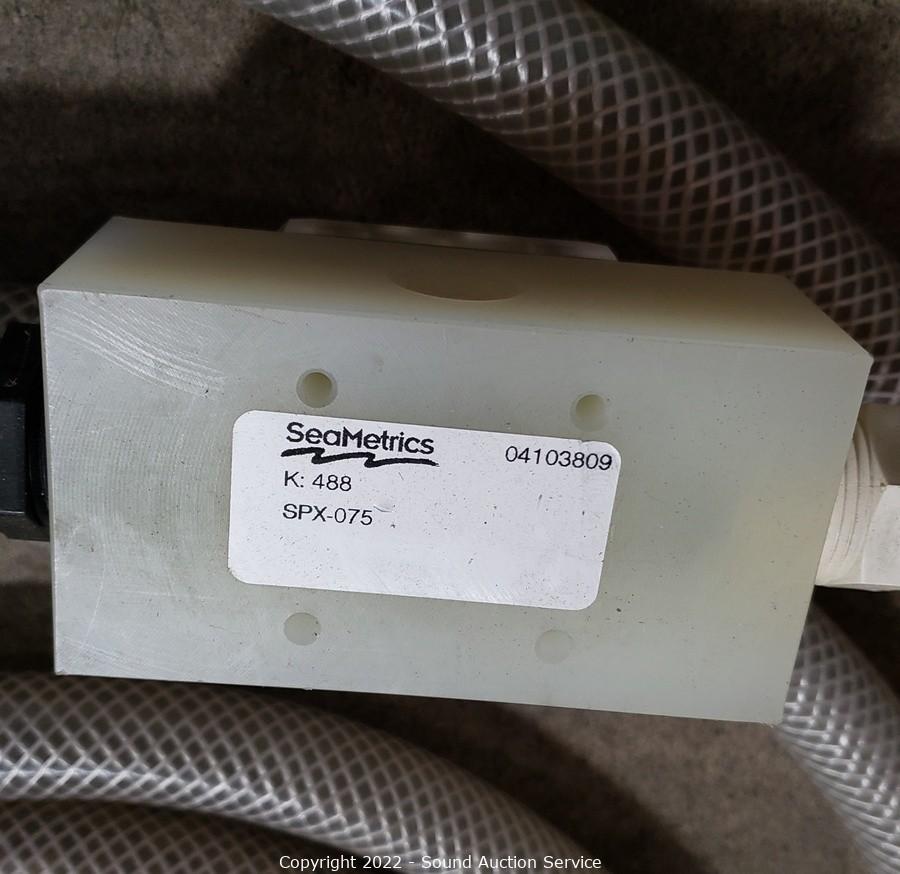 SeaMetrics
04103809
K: 488
SPX-075
Copyright 2022 - Sound Auction Service